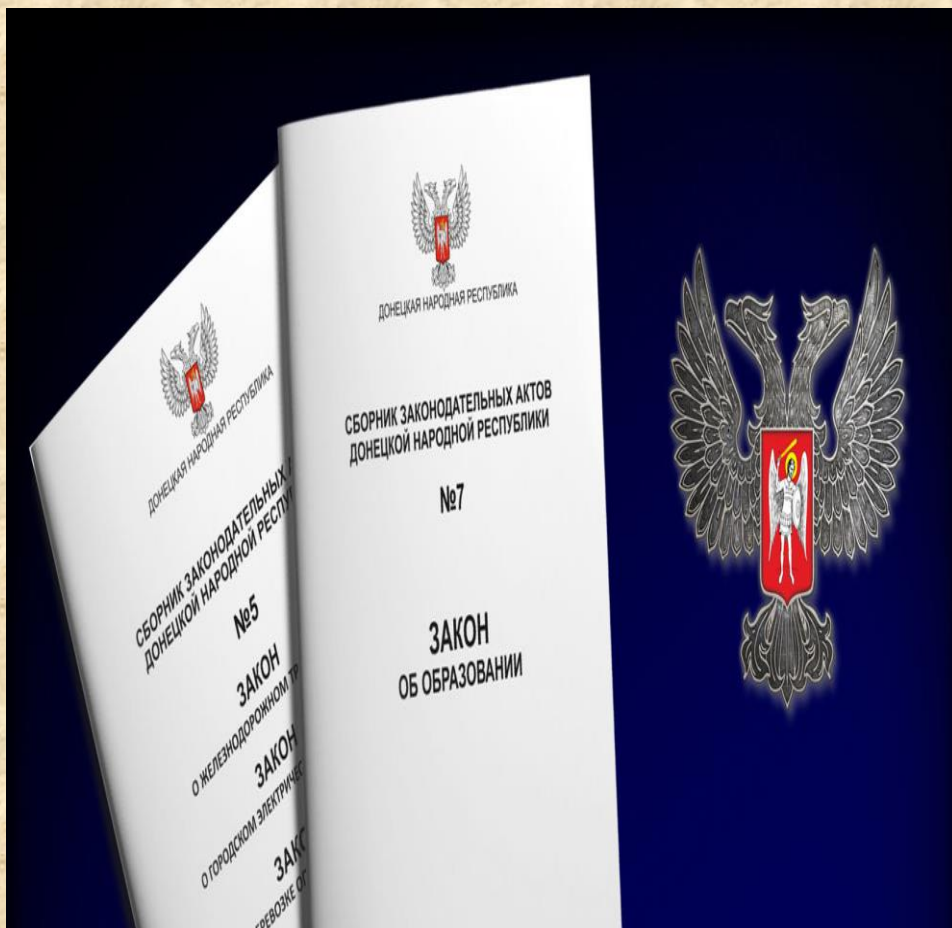 ДОНЕЦКАЯ НАРОДНАЯ РЕСПУБЛИКА
СБОРНИК ЗАКОНОДАТЕЛЬНЫХ
ДОНЕЦКОЙ НАРОДНОЙ
№5
ЗАКОН
О ЖЕЛЕЗНОДОРОЖНОМ
ЗАКОН
О ГОРОДСКОМ
ДОНЕЦКАЯ НАРОДНАЯ РЕСПУБЛИКА
СБОРНИК ЗАКОНОДАТЕЛЬНЫХ АКТОВ
ДОНЕЦКОЙ НАРОДНОЙ РЕСПУБЛИКИ
№7
ЗАКОН
ОБ ОБРАЗОВАНИИ